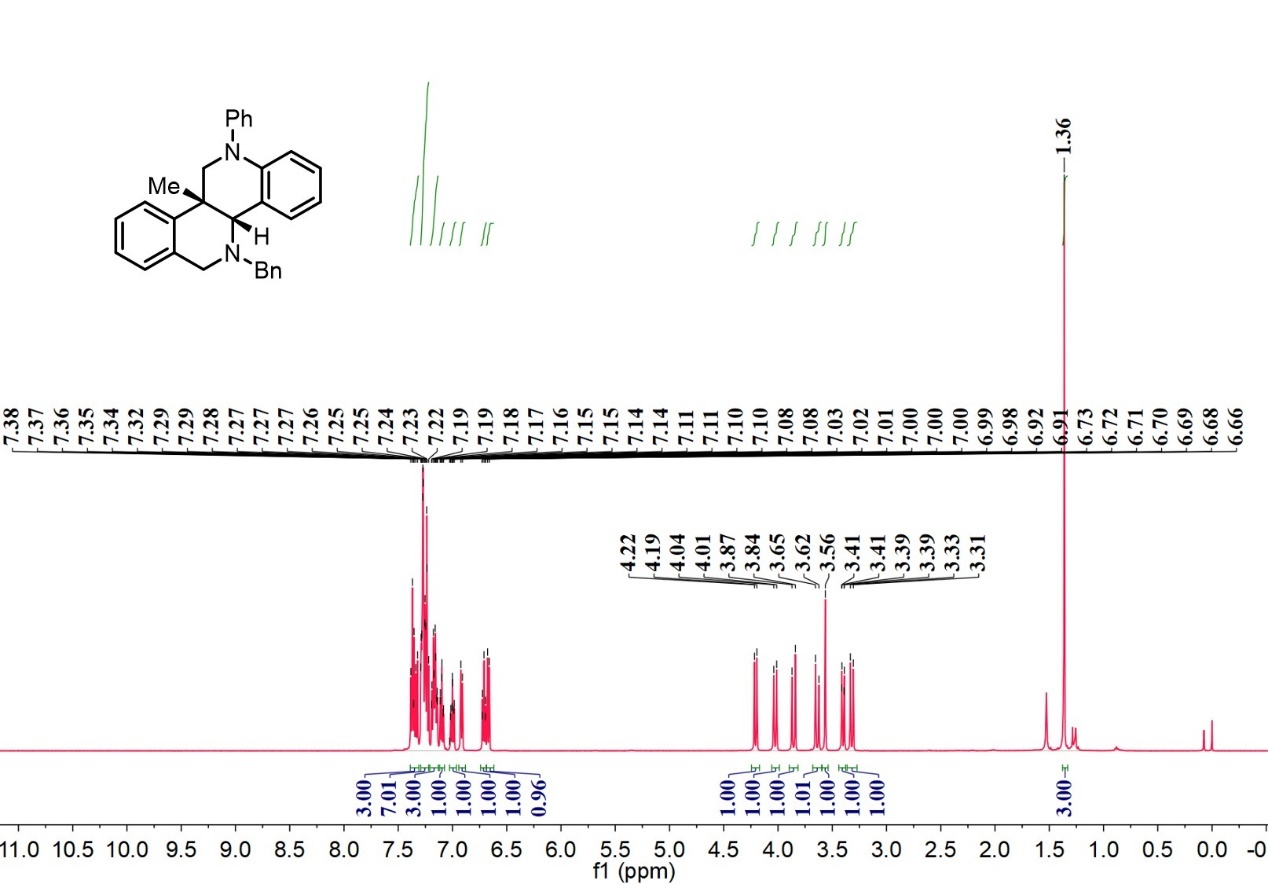 Ph
N
Me
H
N
Bn
1.36
7.38 7.37 7.36 7.35 7.34 7.32 7.29 7.29 7.28 7.27 7.27 7.27 7.26 7.25 7.25 7.24 7.23 7.22 7.19 7.19 7.18 7.17 7.16 7.15 7.15 7.14 7.14 7.11 7.11 7.10 7.10 7.08 7.08 7.03 7.02 7.01 7.00 7.00 7.00 6.99 6.98 6.92 6.91 6.73 6.72 6.71 6.70 6.69 6.68 6.66
4.22 4.19 4.04 4.01 3.87 3.84 3.65 3.62 3.56 3.41 3.41 3.39 3.39 3.33 3.31
3.00 7.01 3.00 1.00 1.00 1.00 1.00 0.96 1.00 1.00 1.00 1.01 1.00 1.00 1.00 3.00
11.0 10.5 10.0 9.5 9.0 8.5 8.0 7.5 7.0 6.5 6.0 5.5 5.0 4.5 4.0 3.5 3.0 2.5 2.0 1.5 1.0 0.5 0.0 -0
f1 (ppm)